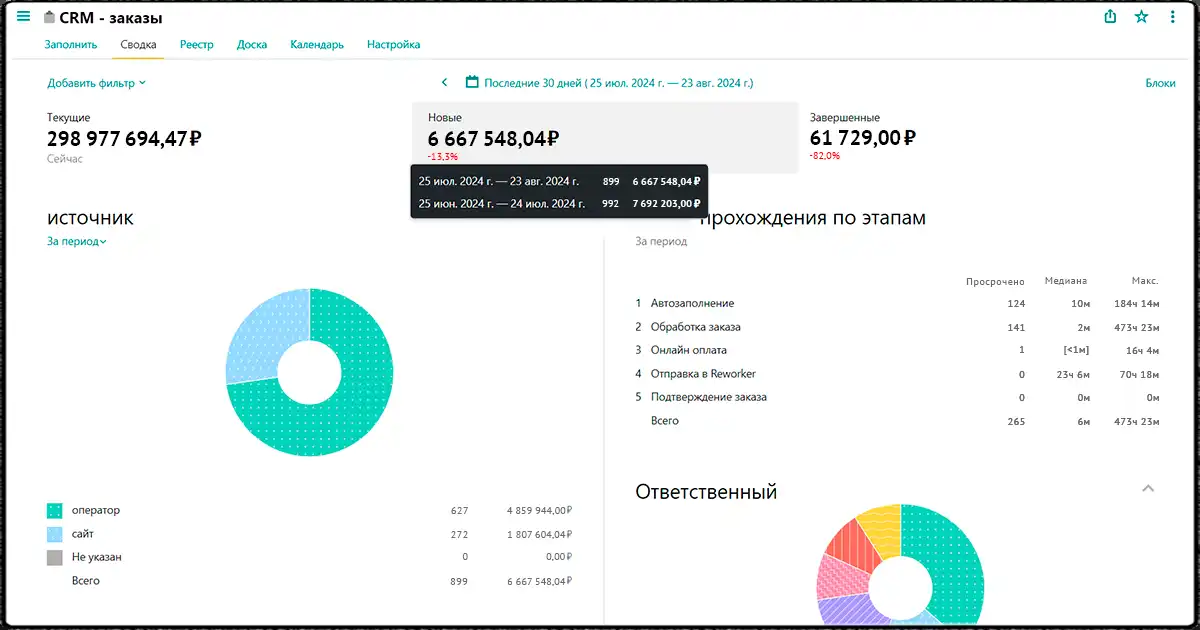 CRM - заказы
Заполнить Сводка Реестр Доска Календарь Настройка
Добавить фильтр
Последние 30 дней ( 25 июл. 2024 г. — 23 авг. 2024 г.)
Блоки
Текущие
298 977 694,47₽
Сейчас
Новые
6 667 548,04₽
-13,3%
Завершенные
61 729,00₽
-82,0%
25 июл. 2024 г. — 23 авг. 2024 г. 899 6 667 548,04₽
25 июн. 2024 г. — 24 июл. 2024 г. 992 7 692 203,00₽
источник
За период
прохождения по этапам
За период
Просрочено Медиана Макс.
1 Автозаполнение 124 10м 184ч 14м
2 Обработка заказа 141 2м 473ч 23м
3 Онлайн оплата 1 [<1м] 16ч 4м
4 Отправка в Reworker 0 23ч 6м 70ч 18м
5 Подтверждение заказа 0 0м 0м
Всего 265 6м 473ч 23м
оператор 627 4 859 944,00₽
сайт 272 1 807 604,04₽
Не указан 0 0,00₽
Всего 899 6 667 548,04₽
Ответственный